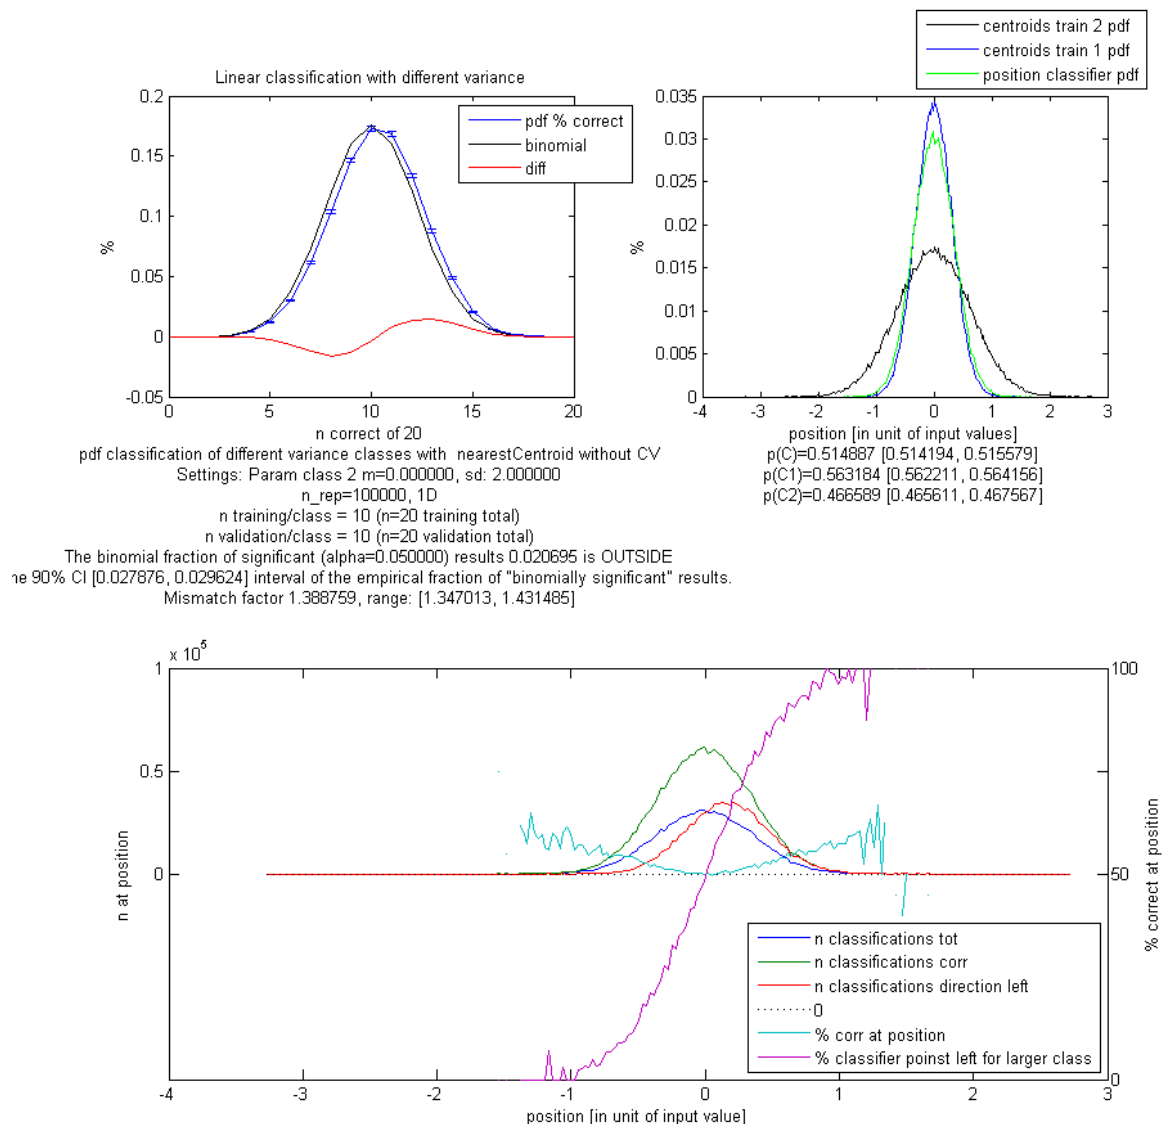 Linear classification with different variance
0.2
0.15
0.1
0.05
0
-0.05
%
0
5
10
15
20
pdf % correct
binomial
diff
n correct of 20
pdf classification of different variance classes with nearestCentroid without CV
Settings: Param class 2 m=0.000000, sd: 2.000000
n_rep=100000, 1D
n training/class = 10 (n=20 training total)
n validation/class = 10 (n=20 validation total)
The binomial fraction of significant (alpha=0.050000) results 0.020695 is OUTSIDE
ne 90% CI [0.027876, 0.029624] interval of the empirical fraction of "binomially significant" results.
Mismatch factor 1.388759, range: [1.347013, 1.431485]
centroids train 2 pdf
centroids train 1 pdf
position classifier pdf
0.035
0.03
0.025
0.02
0.015
0.01
0.005
0
%
-4
-3
-2
-1
0
1
2
3
position [in unit of input values]
p(C)=0.514887 [0.514194, 0.515579]
p(C1)=0.563184 [0.562211, 0.564156]
p(C2)=0.466589 [0.465611, 0.467567]
x 10^5
1
0.5
0
n at position
100
50
0
% correct at position
n classifications tot
n classifications corr
n classifications direction left
0
% corr at position
% classifier poinst left for larger class
-4
-3
-2
-1
0
1
2
3
position [in unit of input value]